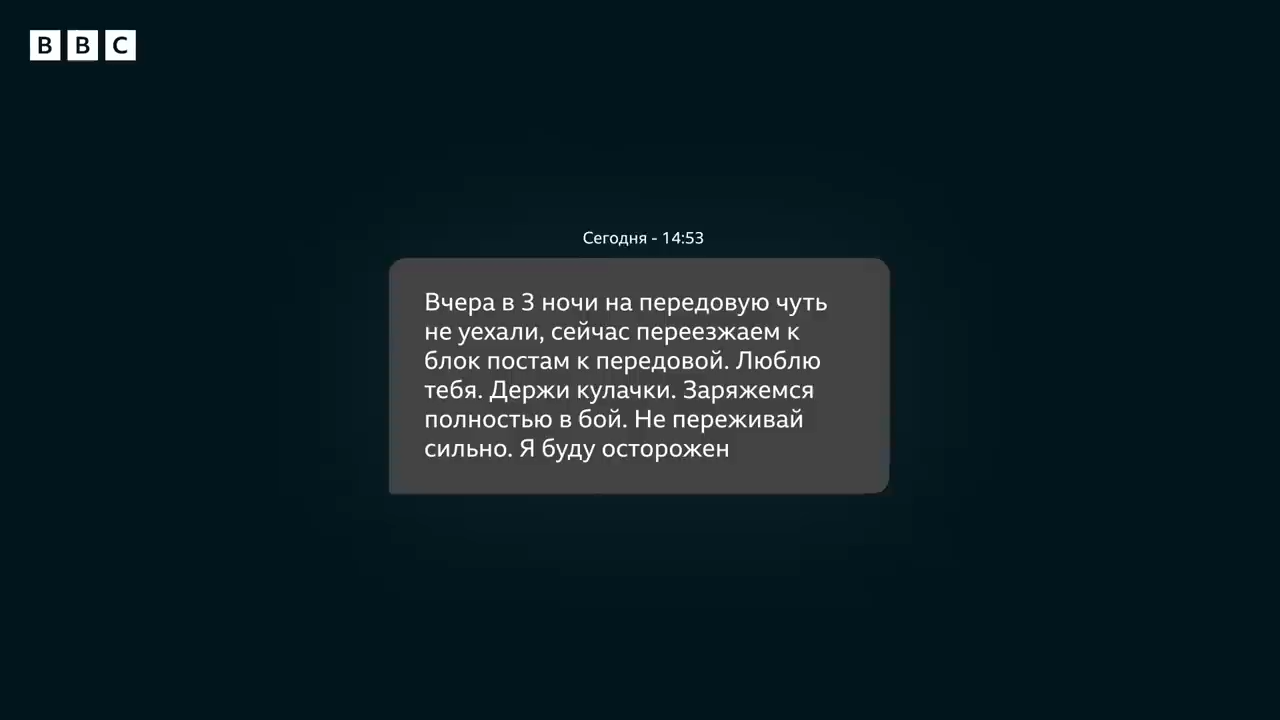 BBC
Сегодня - 14:53
Вчера в 3 ночи на передовую чуть
не уехали, сейчас переезжаем к
блок постам к передовой. Люблю
тебя. Держи кулачки. Заряжемся
полностью в бой. Не переживай
сильно. Я буду осторожен